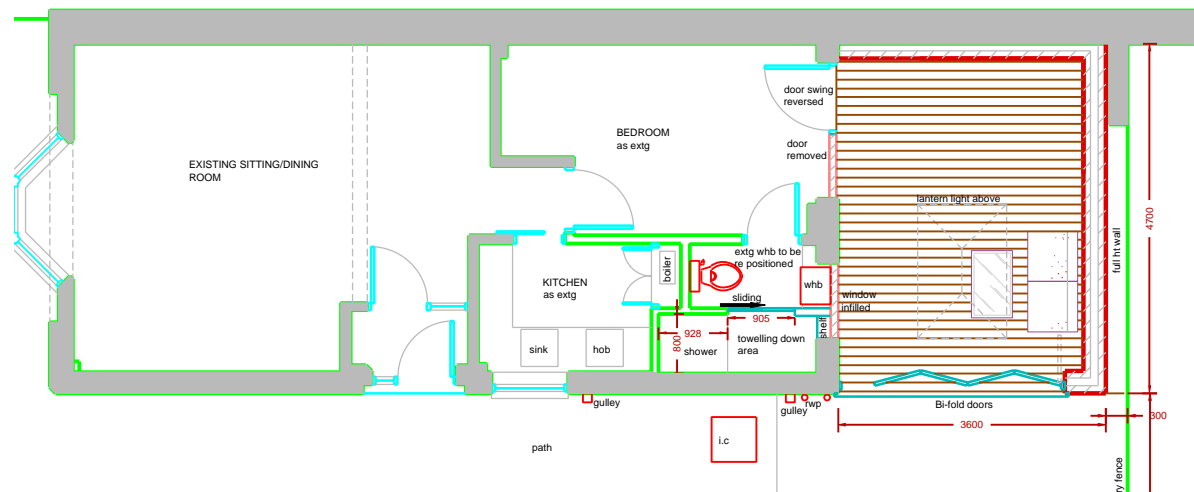 door swing
reversed
BEDROOM
as extg
door
removed
EXISTING SITTING/DINING
ROOM
lantern light above
4700
full ht wall
extg whb to be
re positioned
KITCHEN
as extg
boiler
whb
sliding
window
infilled
905
928
800
shelf
towelling down
area
shower
sink
hob
gulley
gulley
rwp
Bi-fold doors
300
3600
i.c
path
ry fence